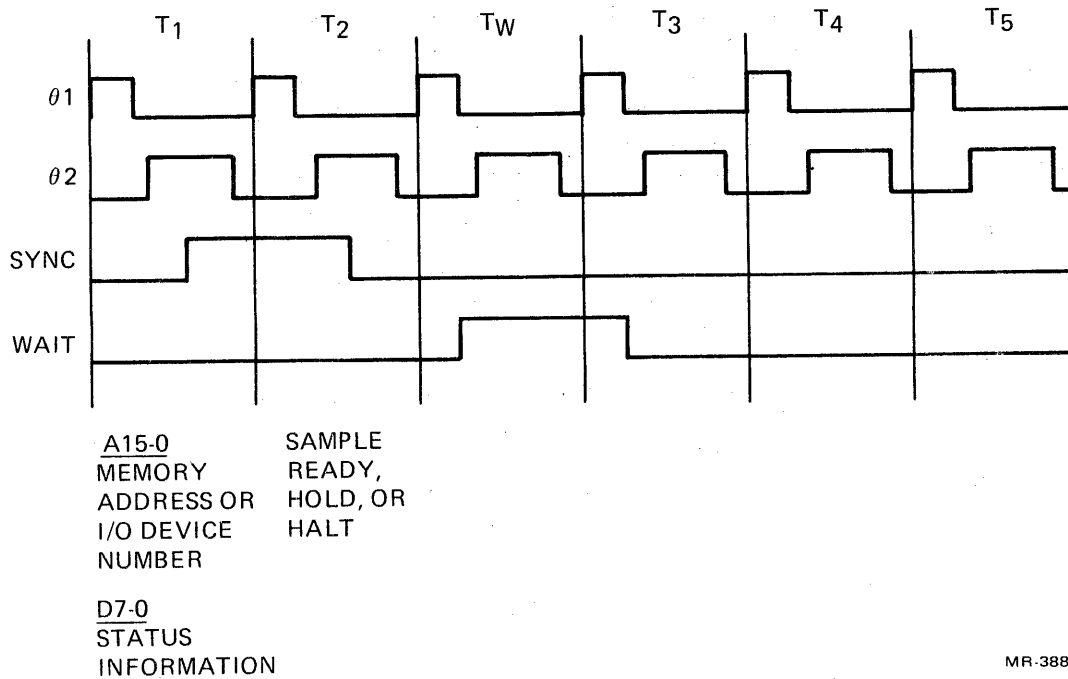 T1 T2 TW T3 T4 T5
θ1
θ2
SYNC
WAIT
A15-0
MEMORY
ADDRESS OR
I/O DEVICE
NUMBER
SAMPLE
READY,
HOLD, OR
HALT
D7-0
STATUS
INFORMATION
MR-388